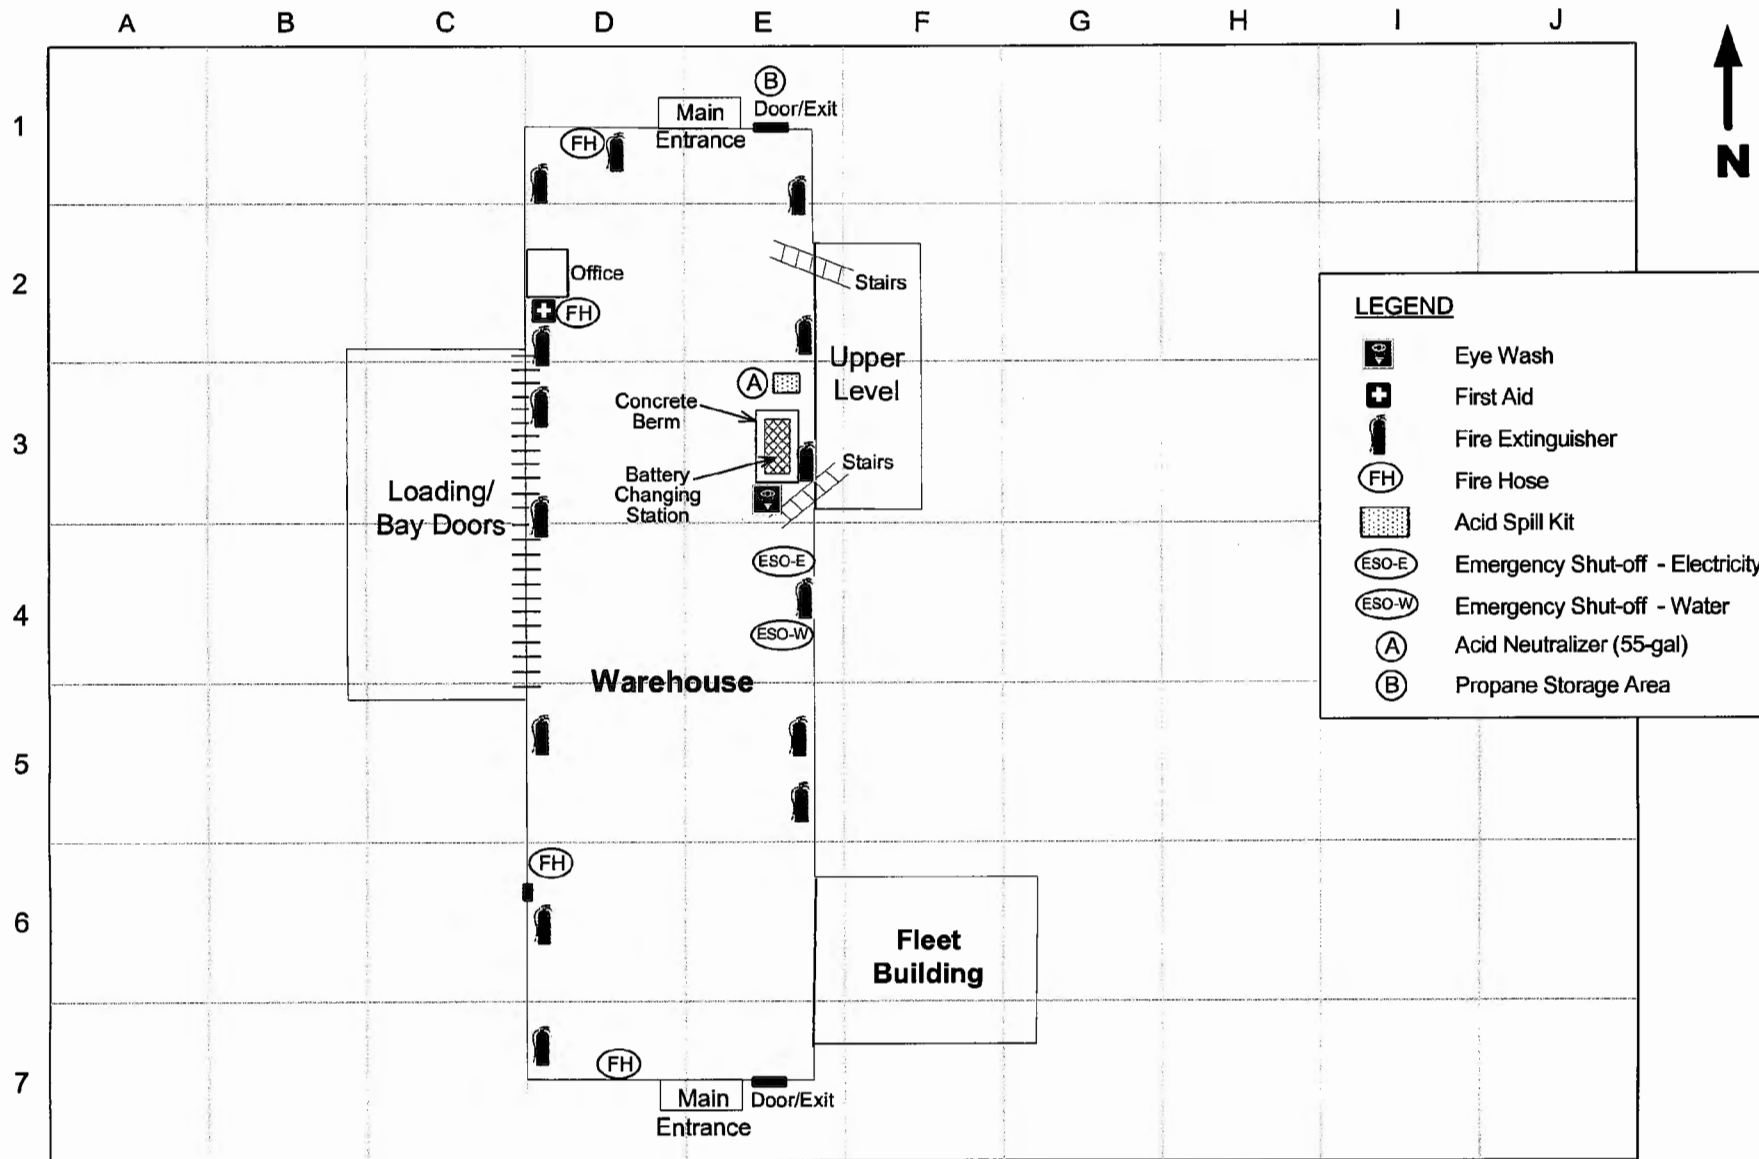 A B C D E F G H I J
N
1
2
3
4
5
6
7
B
Door/Exit
Main
Entrance
FH
Office
FH
Stairs
Upper
Level
A
Concrete
Berm
Battery
Changing
Station
Stairs
Loading/
Bay Doors
ESO-E
ESO-W
Warehouse
FH
Fleet
Building
FH
Main
Entrance
Door/Exit
LEGEND
Eye Wash
First Aid
Fire Extinguisher
FH Fire Hose
Acid Spill Kit
ESO-E Emergency Shut-off - Electricity
ESO-W Emergency Shut-off - Water
A Acid Neutralizer (55-gal)
B Propane Storage Area